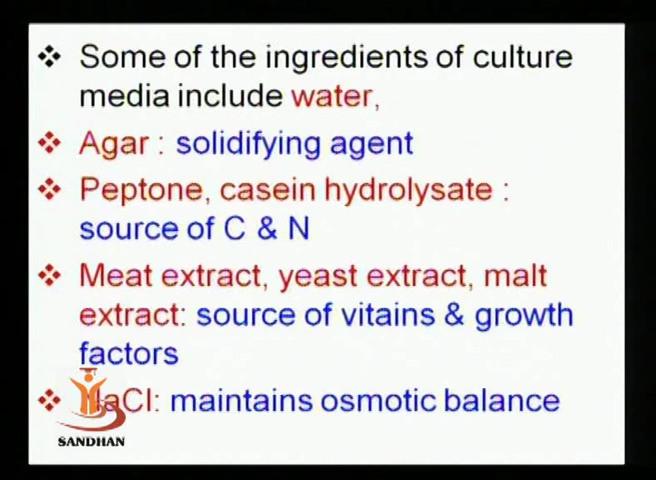 Some of the ingredients of culture
media include water,
Agar : solidifying agent
Peptone, casein hydrolysate :
source of C & N
Meat extract, yeast extract, malt
extract: source of vitains & growth
factors
NaCl: maintains osmotic balance
SANDHAN